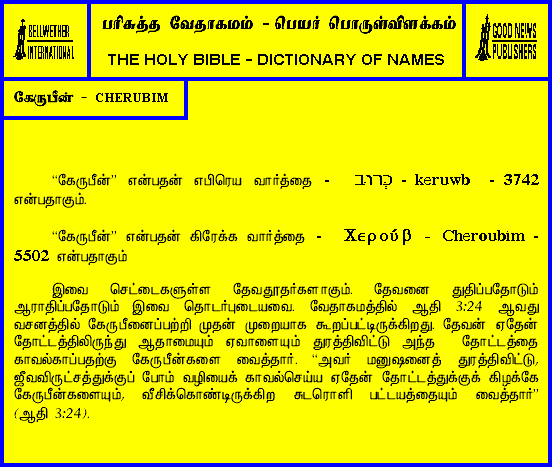 BELLWETHER
INTERNATIONAL
பரிசுத்த வேதாகமம் - பெயர் பொருள்விளக்கம்
THE HOLY BIBLE - DICTIONARY OF NAMES
GOOD NEWS
PUBLISHERS
கேருபீன் - CHERUBIM
“கேருபீன்” என்பதன் எபிரெய வார்த்தை - כְּרוּב - keruwb - 3742
என்பதாகும்.
“கேருபீன்” என்பதன் கிரேக்க வார்த்தை - Χερούβ - Cheroubim -
5502 என்பதாகும்
இவை செட்டைகளுள்ள தேவதூதர்களாகும். தேவனை துதிப்பதோடும்
ஆராதிப்பதோடும் இவை தொடர்புடையவை. வேதாகமத்தில் ஆதி 3:24 ஆவது
வசனத்தில் கேருபீனைப்பற்றி முதன் முறையாக கூறப்பட்டிருக்கிறது. தேவன் ஏதேன்
தோட்டத்திலிருந்து ஆதாமையும் ஏவாளையும் துரத்திவிட்டு அந்த தோட்டத்தை
காவல்காப்பதற்கு கேருபீன்களை வைத்தார். “அவர் மனுஷனைத் துரத்திவிட்டு,
ஜீவவிருட்சத்துக்குப் போம் வழியைக் காவல்செய்ய ஏதேன் தோட்டத்துக்குக் கிழக்கே
கேருபீன்களையும், வீசிக்கொண்டிருக்கிற சுடரொளி பட்டயத்தையும் வைத்தார்”
(ஆதி 3:24).